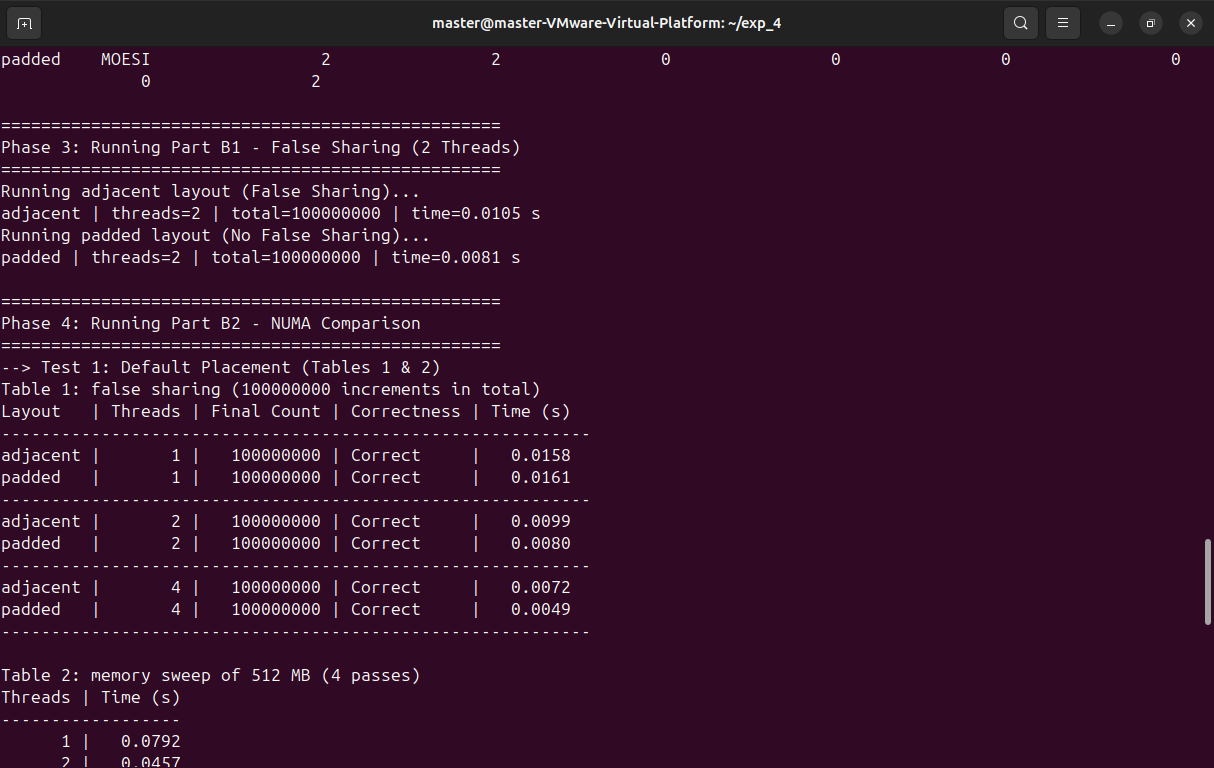 master@master-VMware-Virtual-Platform: ~/exp_4
padded    MOESI                 2                2                0                0                0                0
              0                2
==================================================
Phase 3: Running Part B1 - False Sharing (2 Threads)
==================================================
Running adjacent layout (False Sharing)...
adjacent | threads=2 | total=100000000 | time=0.0105 s
Running padded layout (No False Sharing)...
padded | threads=2 | total=100000000 | time=0.0081 s
==================================================
Phase 4: Running Part B2 - NUMA Comparison
==================================================
--> Test 1: Default Placement (Tables 1 & 2)
Table 1: false sharing (100000000 increments in total)
Layout   | Threads | Final Count | Correctness | Time (s)
-----------------------------------------------------------
adjacent |       1 |   100000000 | Correct     |   0.0158
padded   |       1 |   100000000 | Correct     |   0.0161
-----------------------------------------------------------
adjacent |       2 |   100000000 | Correct     |   0.0099
padded   |       2 |   100000000 | Correct     |   0.0080
-----------------------------------------------------------
adjacent |       4 |   100000000 | Correct     |   0.0072
padded   |       4 |   100000000 | Correct     |   0.0049
-----------------------------------------------------------
Table 2: memory sweep of 512 MB (4 passes)
Threads | Time (s)
------------------
      1 |   0.0792
      2 |   0.0457